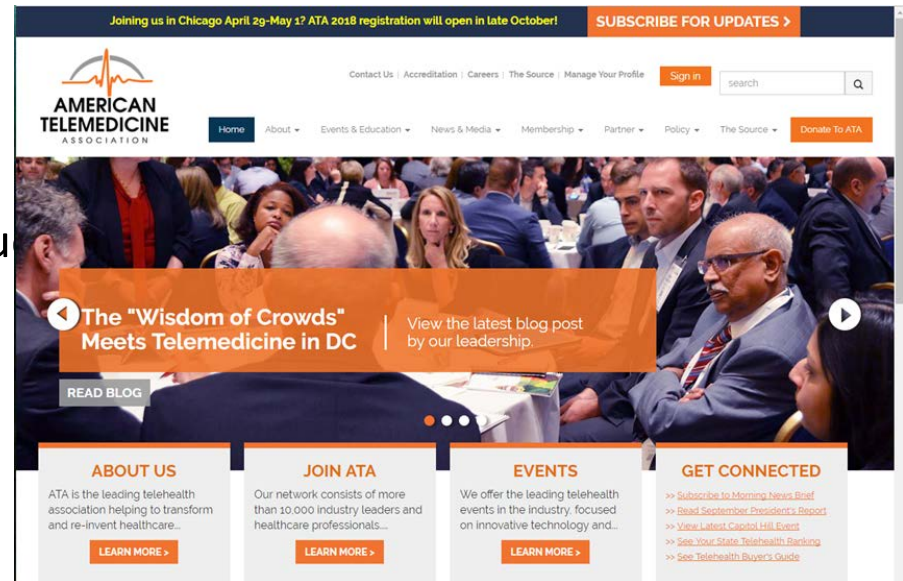 Joining us in Chicago April 29-May 1? ATA 2018 registration will open in late October!
SUBSCRIBE FOR UPDATES >
AMERICAN
TELEMEDICINE
ASSOCIATION
Contact Us | Accreditation | Careers | The Source | Manage Your Profile
Sign in
search
Home
About
Events & Education
News & Media
Membership
Partner
Policy
The Source
Donate To ATA
The "Wisdom of Crowds"
Meets Telemedicine in DC
View the latest blog post
by our leadership.
READ BLOG
ABOUT US
ATA is the leading telehealth
association helping to transform
and re-invent healthcare...
LEARN MORE >
JOIN ATA
Our network consists of more
than 10,000 industry leaders and
healthcare professionals....
LEARN MORE >
EVENTS
We offer the leading telehealth
events in the industry, focused
on innovative technology and...
LEARN MORE >
GET CONNECTED
>> Subscribe to Morning News Brief
>> Read September President's Report
>> View Latest Capitol Hill Event
>> See Your State Telehealth Ranking
>> See Telehealth Buyer's Guide